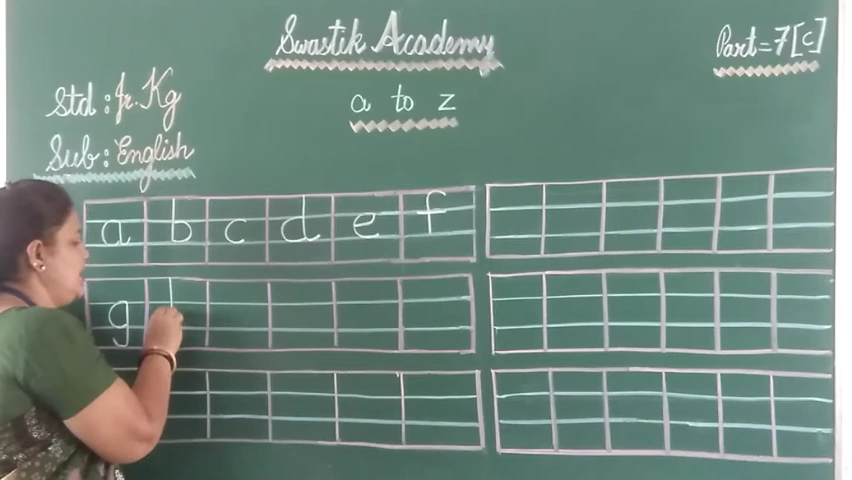 Swastik Academy
Part=7[c]
Std: Jr. Kg
a to z
Sub: English
a b c d e f
g